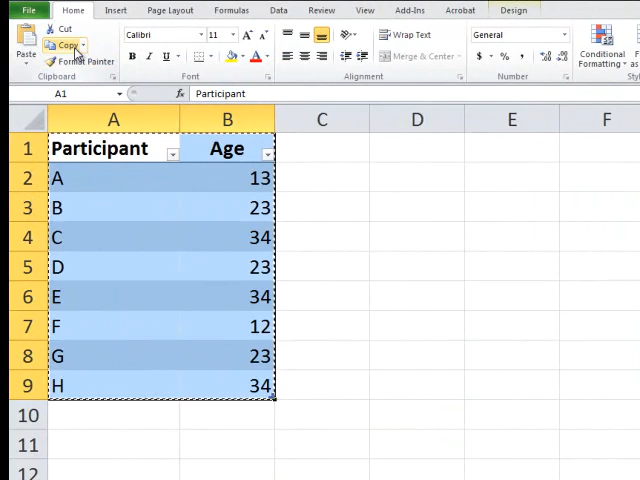 File Home Insert Page Layout Formulas Data Review View Add-Ins Acrobat Design
Paste Cut Copy Format Painter Clipboard
Calibri 11 A A B I U A Font
Wrap Text Merge & Center Alignment
General $ % , Number
Conditional Formatting
A1 fx Participant
A B C D E F
1 Participant Age
2 A 13
3 B 23
4 C 34
5 D 23
6 E 34
7 F 12
8 G 23
9 H 34
10
11
12